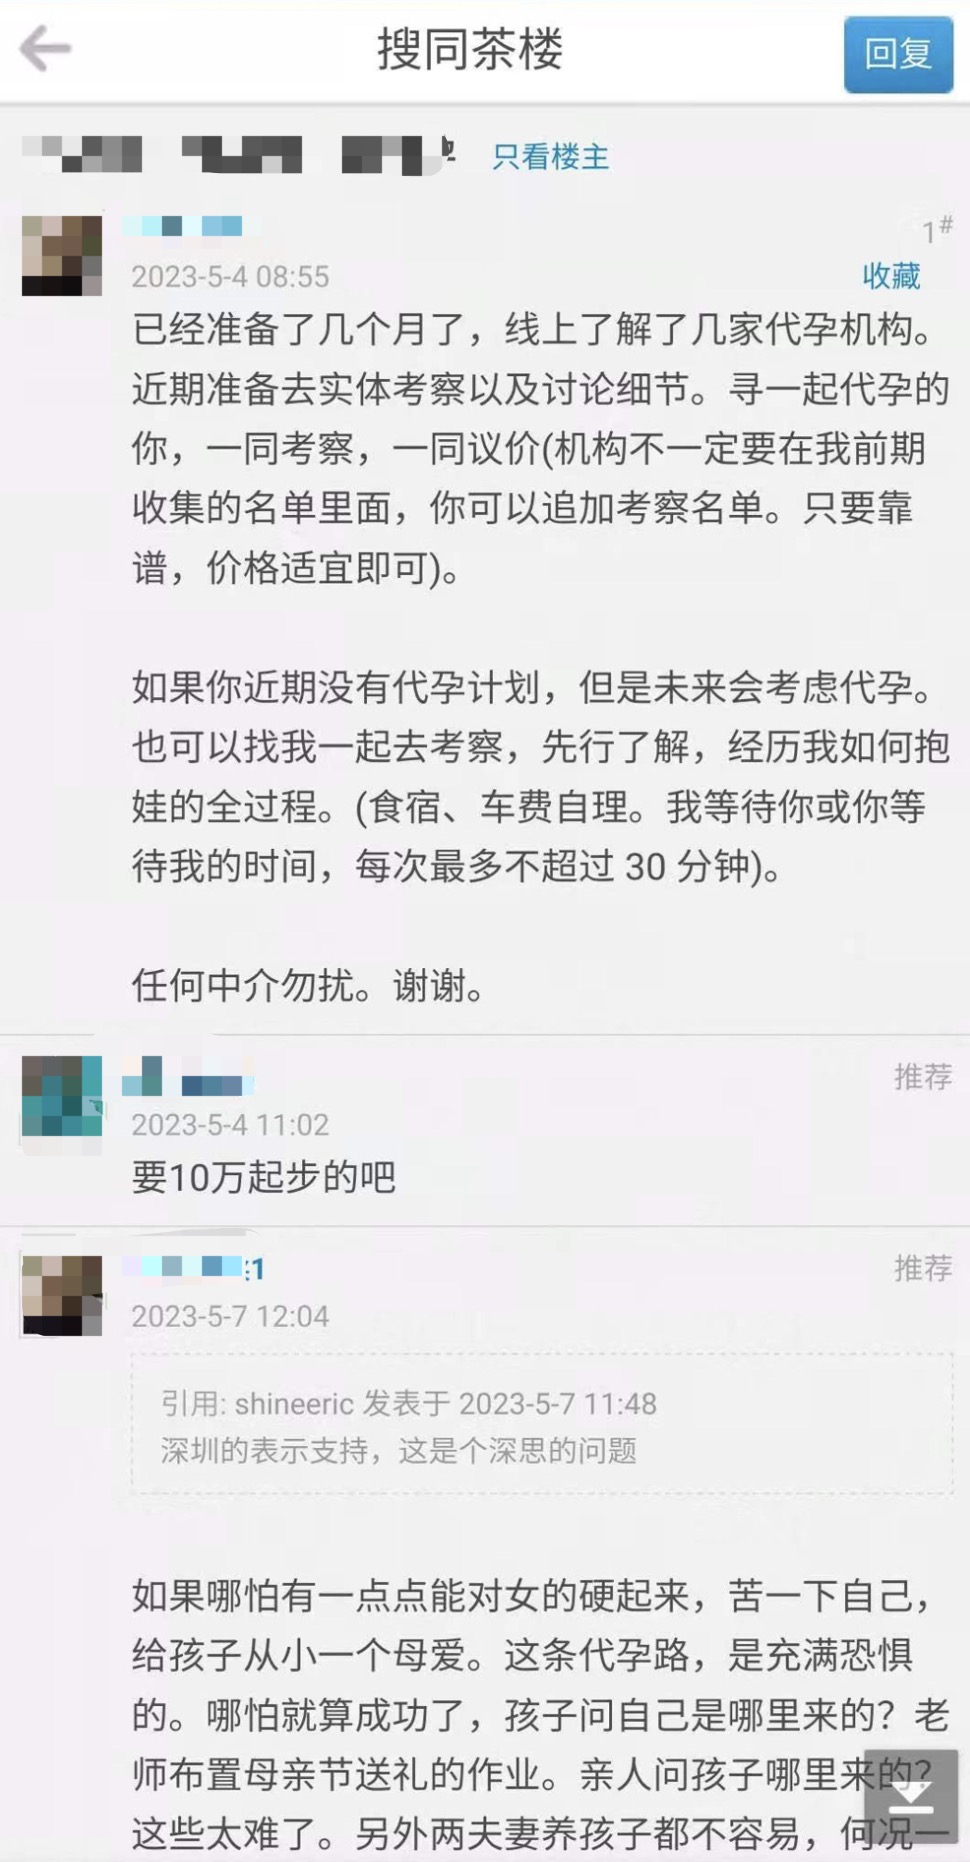 搜同茶楼
回复
只看楼主
1#
2023-5-4 08:55
收藏
已经准备了几个月了，线上了解了几家代孕机构。
近期准备去实体考察以及讨论细节。寻一起代孕的
你，一同考察，一同议价(机构不一定要在我前期
收集的名单里面，你可以追加考察名单。只要靠
谱，价格适宜即可)。
如果你近期没有代孕计划，但是未来会考虑代孕。
也可以找我一起去考察，先行了解，经历我如何抱
娃的全过程。(食宿、车费自理。我等待你或你等
待我的时间，每次最多不超过 30 分钟)。
任何中介勿扰。谢谢。
推荐
2023-5-4 11:02
要10万起步的吧
1
推荐
2023-5-7 12:04
引用: shineeric 发表于 2023-5-7 11:48
深圳的表示支持，这是个深思的问题
如果哪怕有一点点能对女的硬起来，苦一下自己，
给孩子从小一个母爱。这条代孕路，是充满恐惧
的。哪怕就算成功了，孩子问自己是哪里来的？老
师布置母亲节送礼的作业。亲人问孩子哪里来的？
这些太难了。另外两夫妻养孩子都不容易，何况一